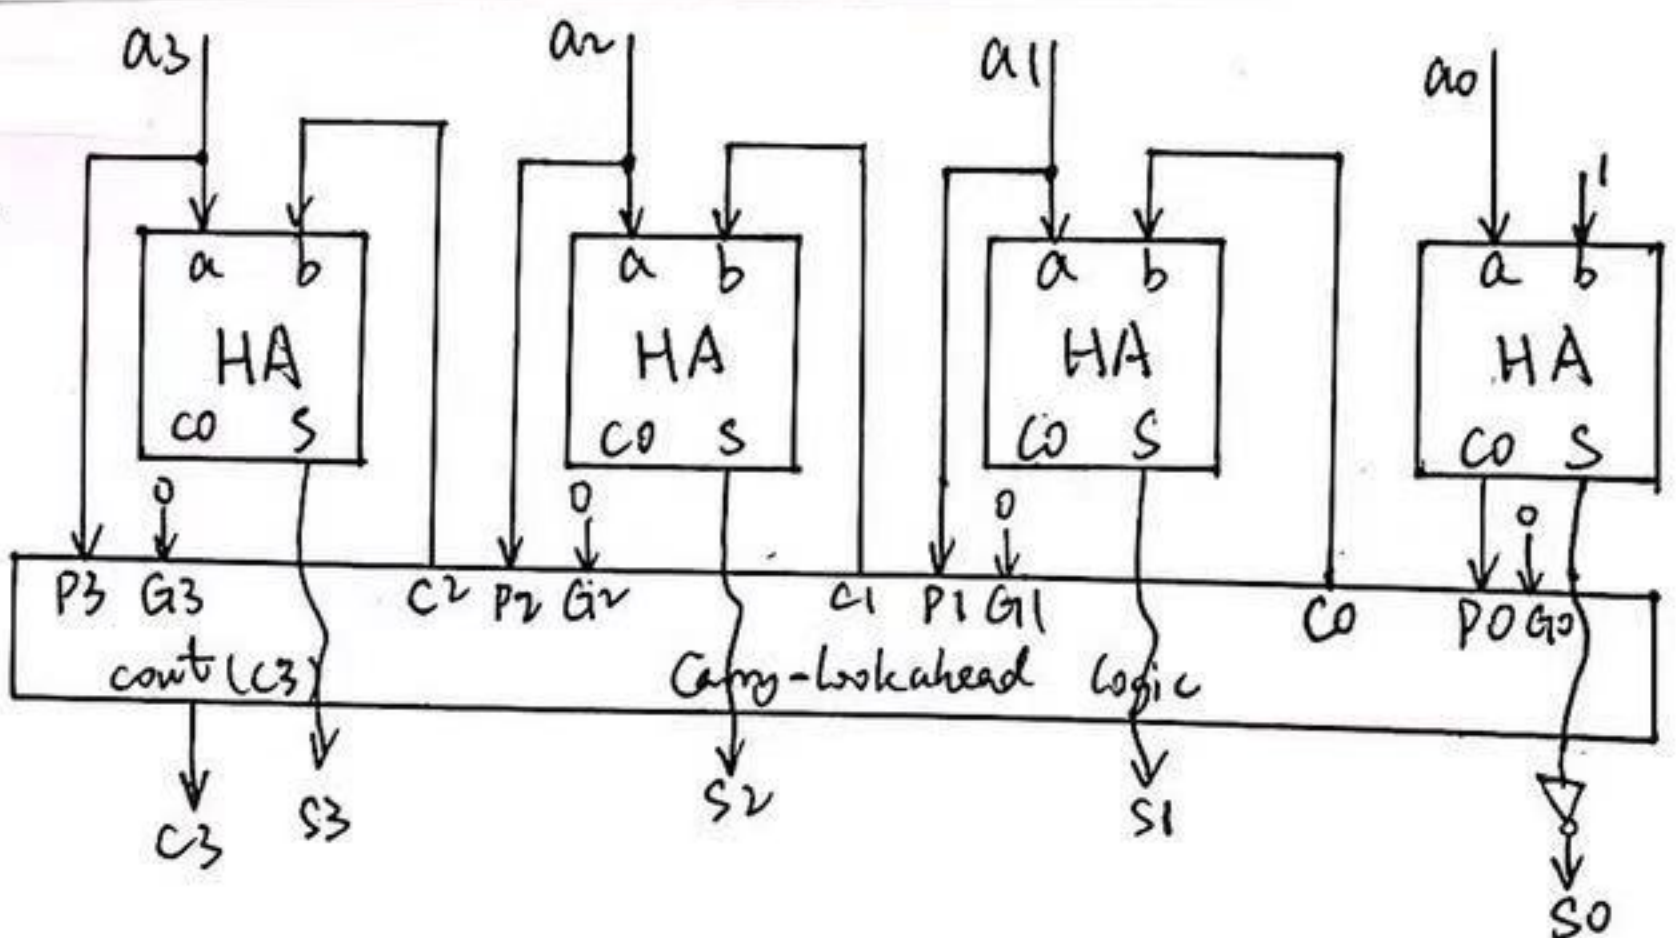 a3 a2 a1 a0
1
a b a b a b a b
HA HA HA HA
CO S CO S CO S CO S
0 0 0 0
P3 G3 C2 P2 G2 C1 P1 G1 C0 P0 G0
cout (C3) Carry-lookahead logic
C3 S3 S2 S1 S0